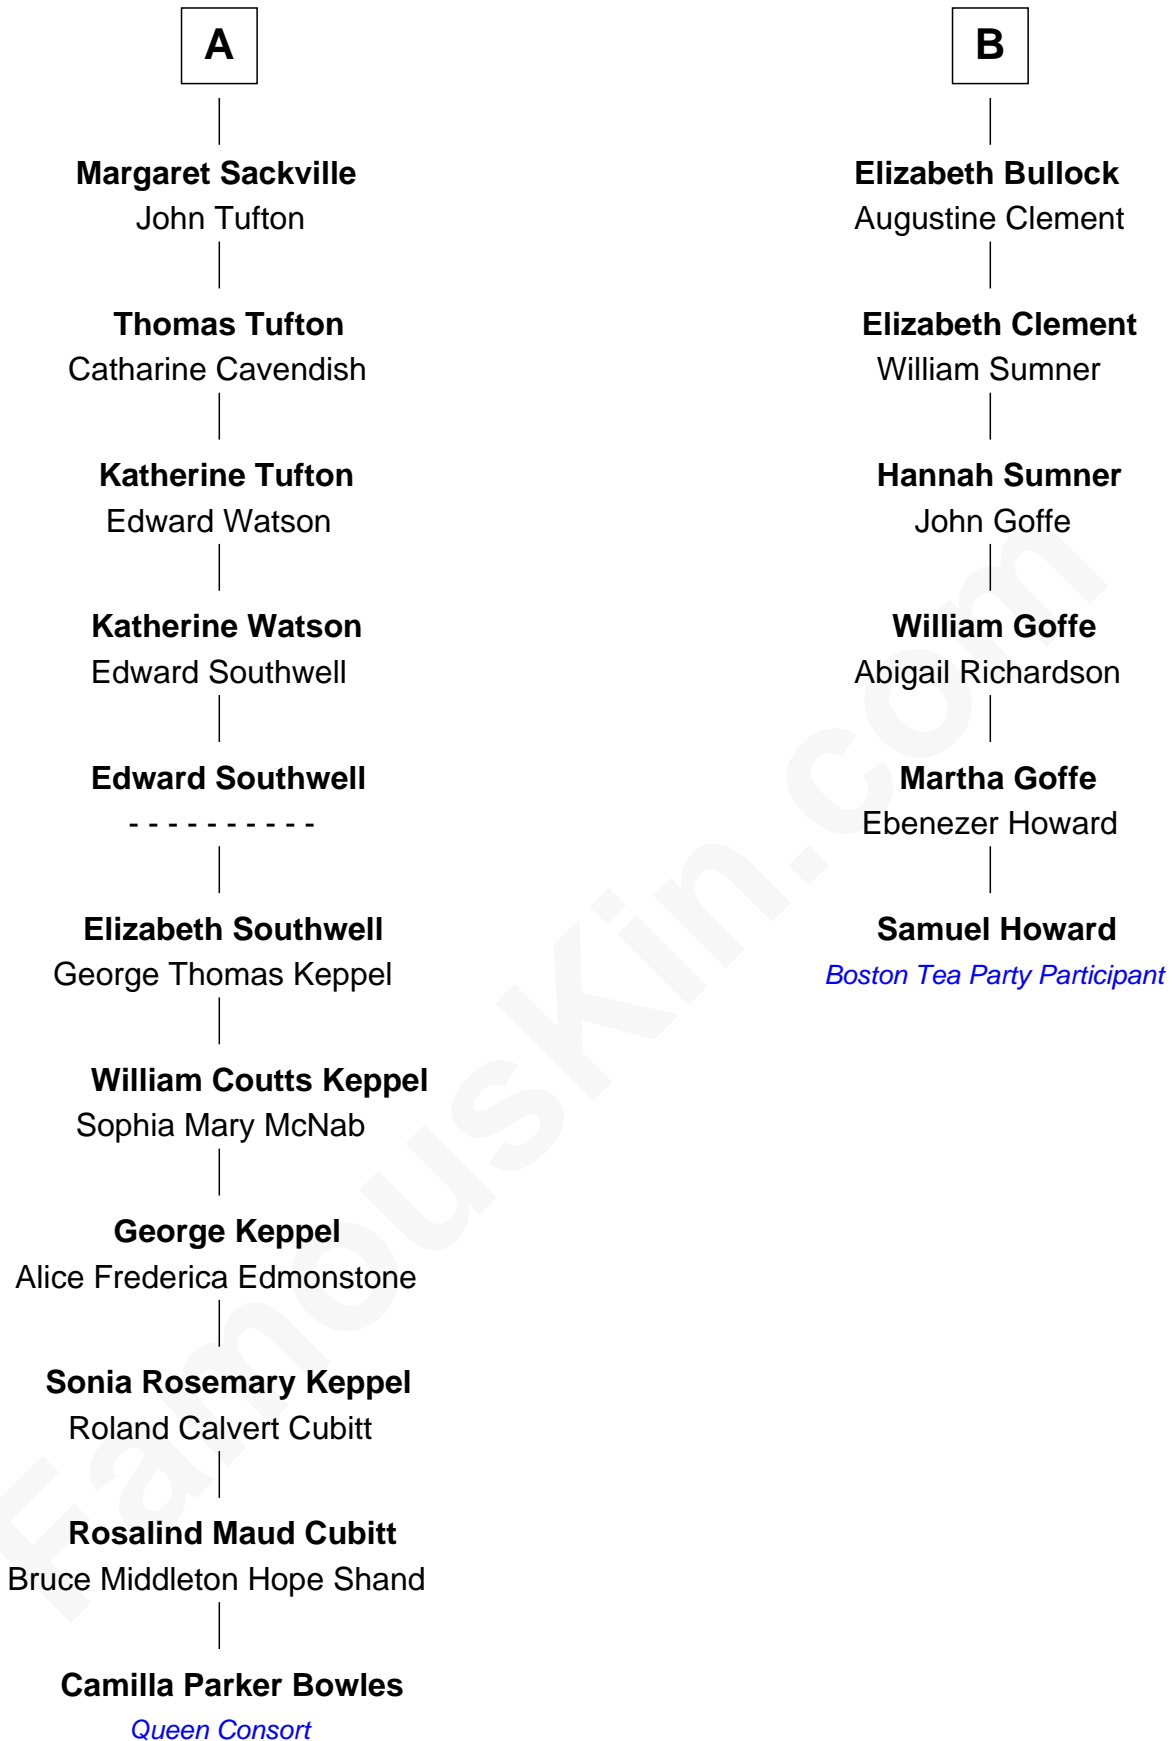 A
Margaret Sackville
John Tufton
Thomas Tufton
Catharine Cavendish
Katherine Tufton
Edward Watson
Katherine Watson
Edward Southwell
Edward Southwell
- - - - - - - - - -
Elizabeth Southwell
George Thomas Keppel
William Coutts Keppel
Sophia Mary McNab
George Keppel
Alice Frederica Edmonstone
Sonia Rosemary Keppel
Roland Calvert Cubitt
Rosalind Maud Cubitt
Bruce Middleton Hope Shand
Camilla Parker Bowles
Queen Consort
B
Elizabeth Bullock
Augustine Clement
Elizabeth Clement
William Sumner
Hannah Sumner
John Goffe
William Goffe
Abigail Richardson
Martha Goffe
Ebenezer Howard
Samuel Howard
Boston Tea Party Participant
FamousKin.com